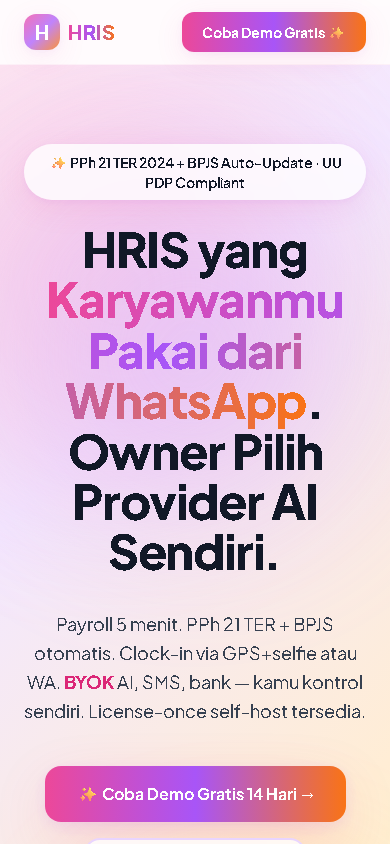 H HRIS
Coba Demo Gratis ✨
✨ PPh 21 TER 2024 + BPJS Auto-Update · UU
PDP Compliant
HRIS yang
Karyawanmu
Pakai dari
WhatsApp.
Owner Pilih
Provider AI
Sendiri.
Payroll 5 menit. PPh 21 TER + BPJS
otomatis. Clock-in via GPS+selfie atau
WA. BYOK AI, SMS, bank — kamu kontrol
sendiri. License-once self-host tersedia.
✨ Coba Demo Gratis 14 Hari →